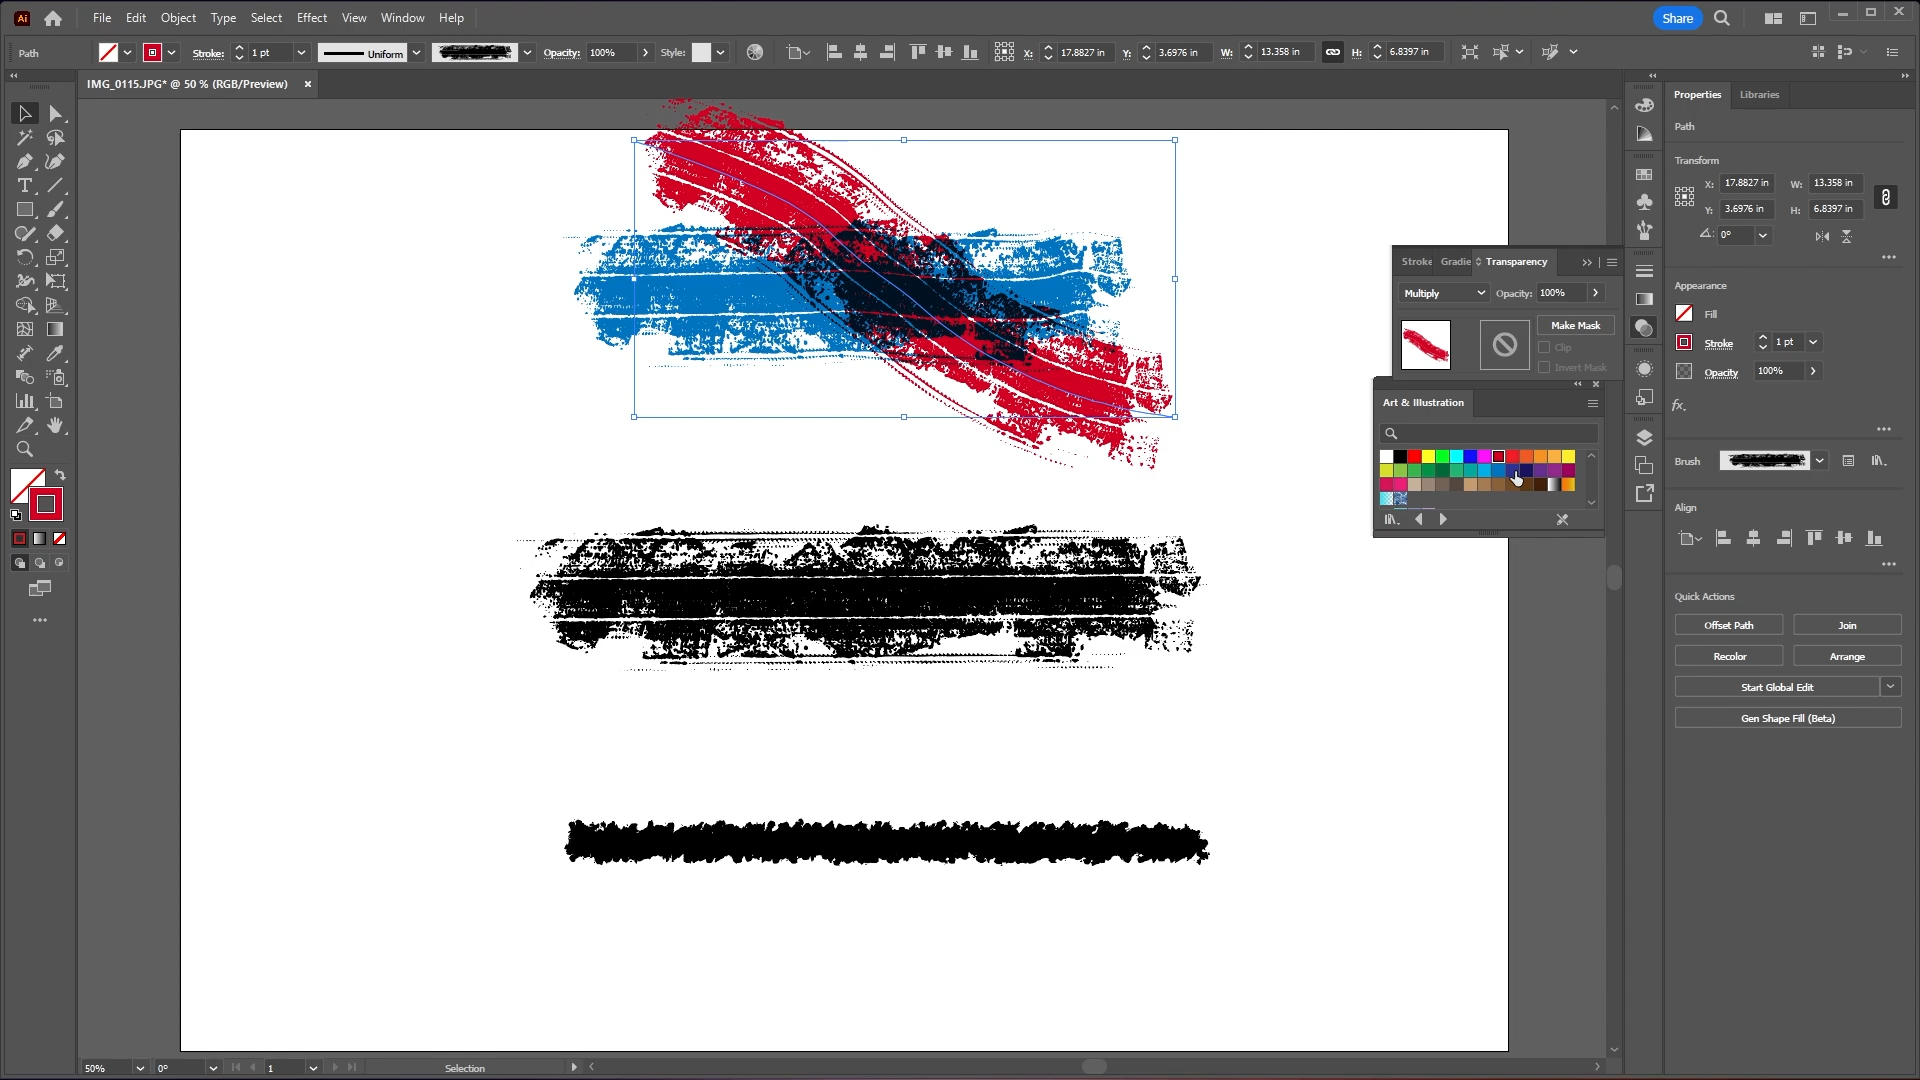 Ai File Edit Object Type Select Effect View Window Help Share
Path Stroke: 1 pt Uniform Opacity: 100% Style: X: 17.8827 in Y: 3.6976 in W: 13.358 in H: 6.8397 in
IMG_0115.JPG* @ 50 % (RGB/Preview) ×
Properties Libraries
Path
Transform
X: 17.8827 in W: 13.358 in
Y: 3.6976 in H: 6.8397 in
0°
Appearance
Fill
Stroke 1 pt
Opacity 100%
fx.
Brush
Align
Quick Actions
Offset Path Join
Recolor Arrange
Start Global Edit
Gen Shape Fill (Beta)
Stroke Gradie Transparency
Multiply Opacity: 100%
Make Mask
Clip
Invert Mask
Art & Illustration
50% 0° 1 Selection